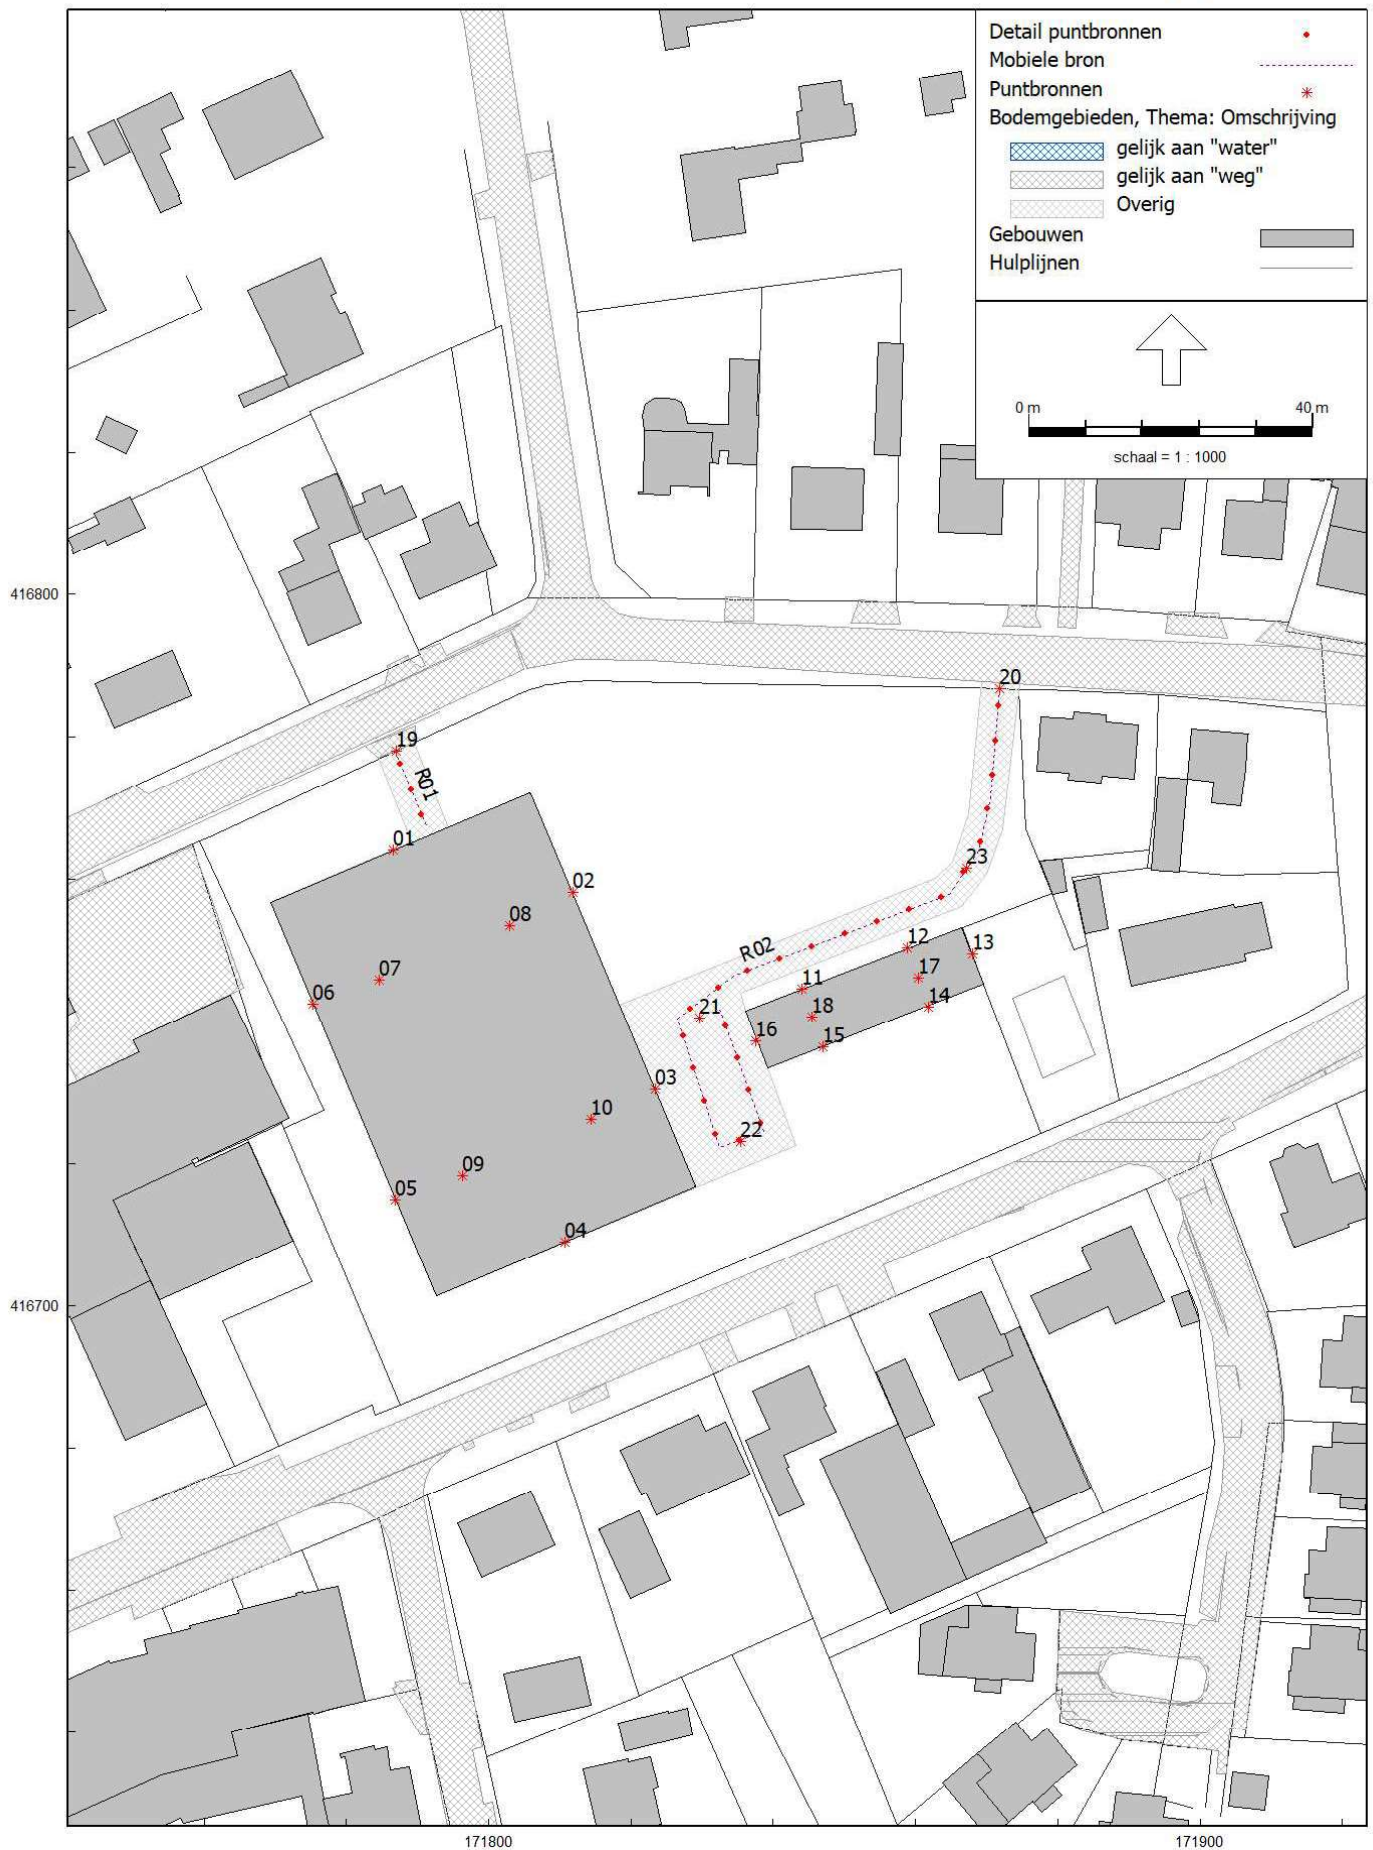 Detail puntbronnen
Mobiele bron
Puntbronnen
Bodemgebieden, Thema: Omschrijving
gelijk aan "water"
gelijk aan "weg"
Overig
Gebouwen
Hulplijnen
0 m 40 m
schaal = 1 : 1000
416800
20
19
R01
01
02
23
08
12
13
R02
07
17
11
06
14
18
21
16
15
03
10
22
09
05
04
416700
171800 171900